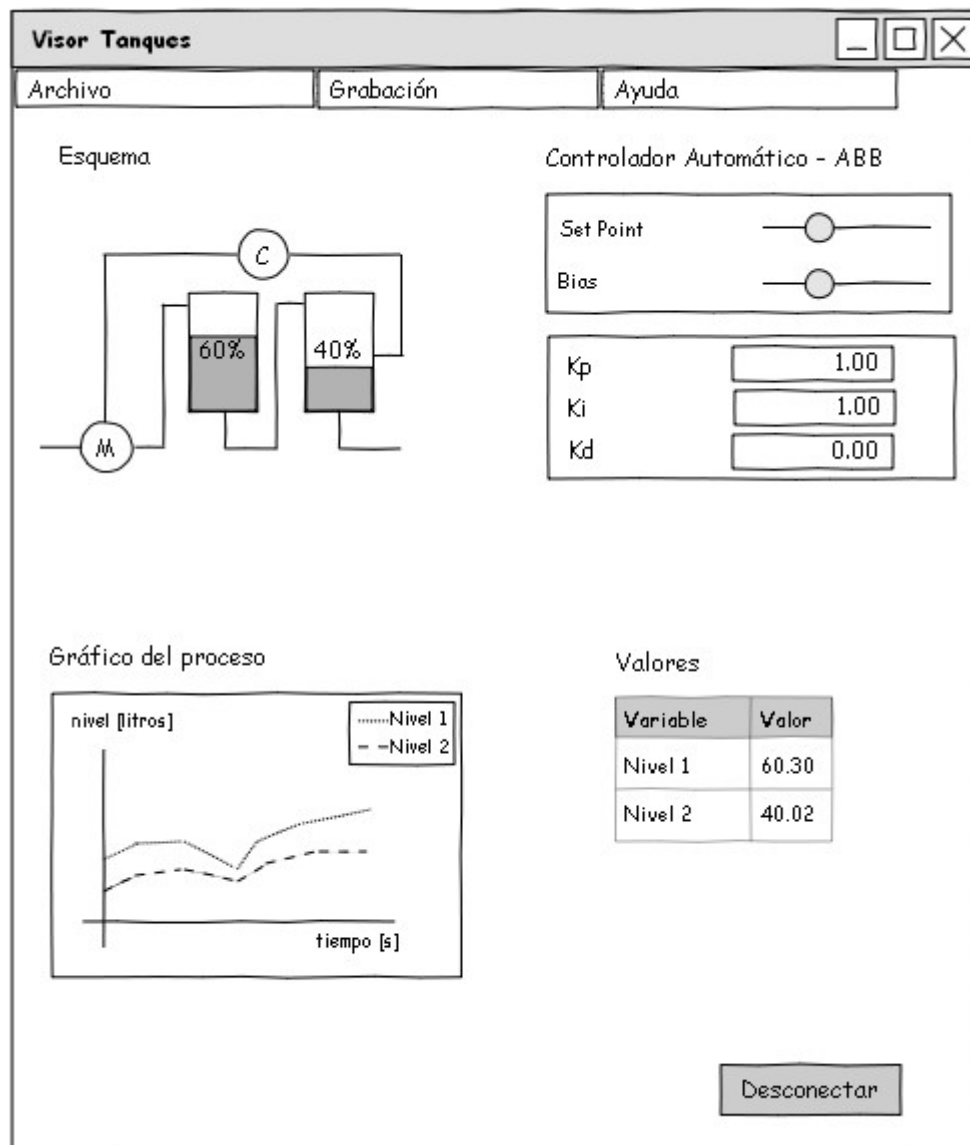 Visor Tanques
Archivo
Grabación
Ayuda
Esquema
C
60%
40%
M
Controlador Automático - ABB
Set Point
Bias
Kp 1.00
Ki 1.00
Kd 0.00
Gráfico del proceso
nivel [litros]
Nivel 1
Nivel 2
tiempo [s]
Valores
Variable Valor
Nivel 1 60.30
Nivel 2 40.02
Desconectar